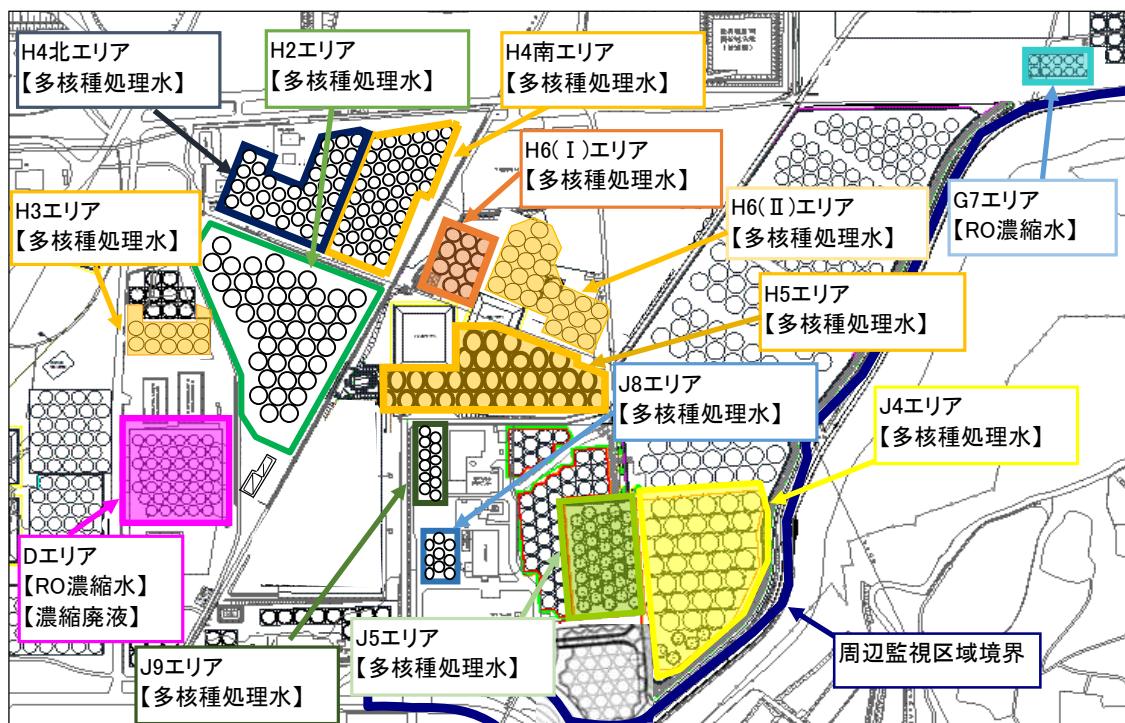 H4北エリア
【多核種処理水】
H2エリア
【多核種処理水】
H4南エリア
【多核種処理水】
H6(Ⅰ)エリア
【多核種処理水】
H3エリア
【多核種処理水】
H6(Ⅱ)エリア
【多核種処理水】
G7エリア
【RO濃縮水】
H5エリア
【多核種処理水】
J8エリア
【多核種処理水】
J4エリア
【多核種処理水】
Dエリア
【RO濃縮水】
【濃縮廃液】
J9エリア
【多核種処理水】
J5エリア
【多核種処理水】
周辺監視区域境界